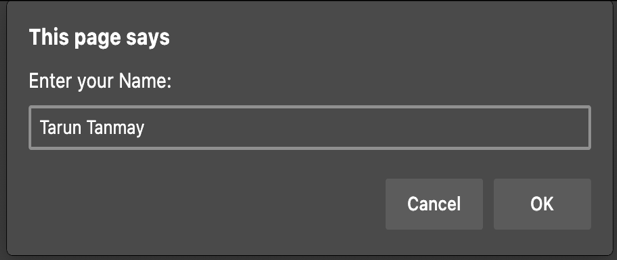 This page says
Enter your Name:
Tarun Tanmay
Cancel OK